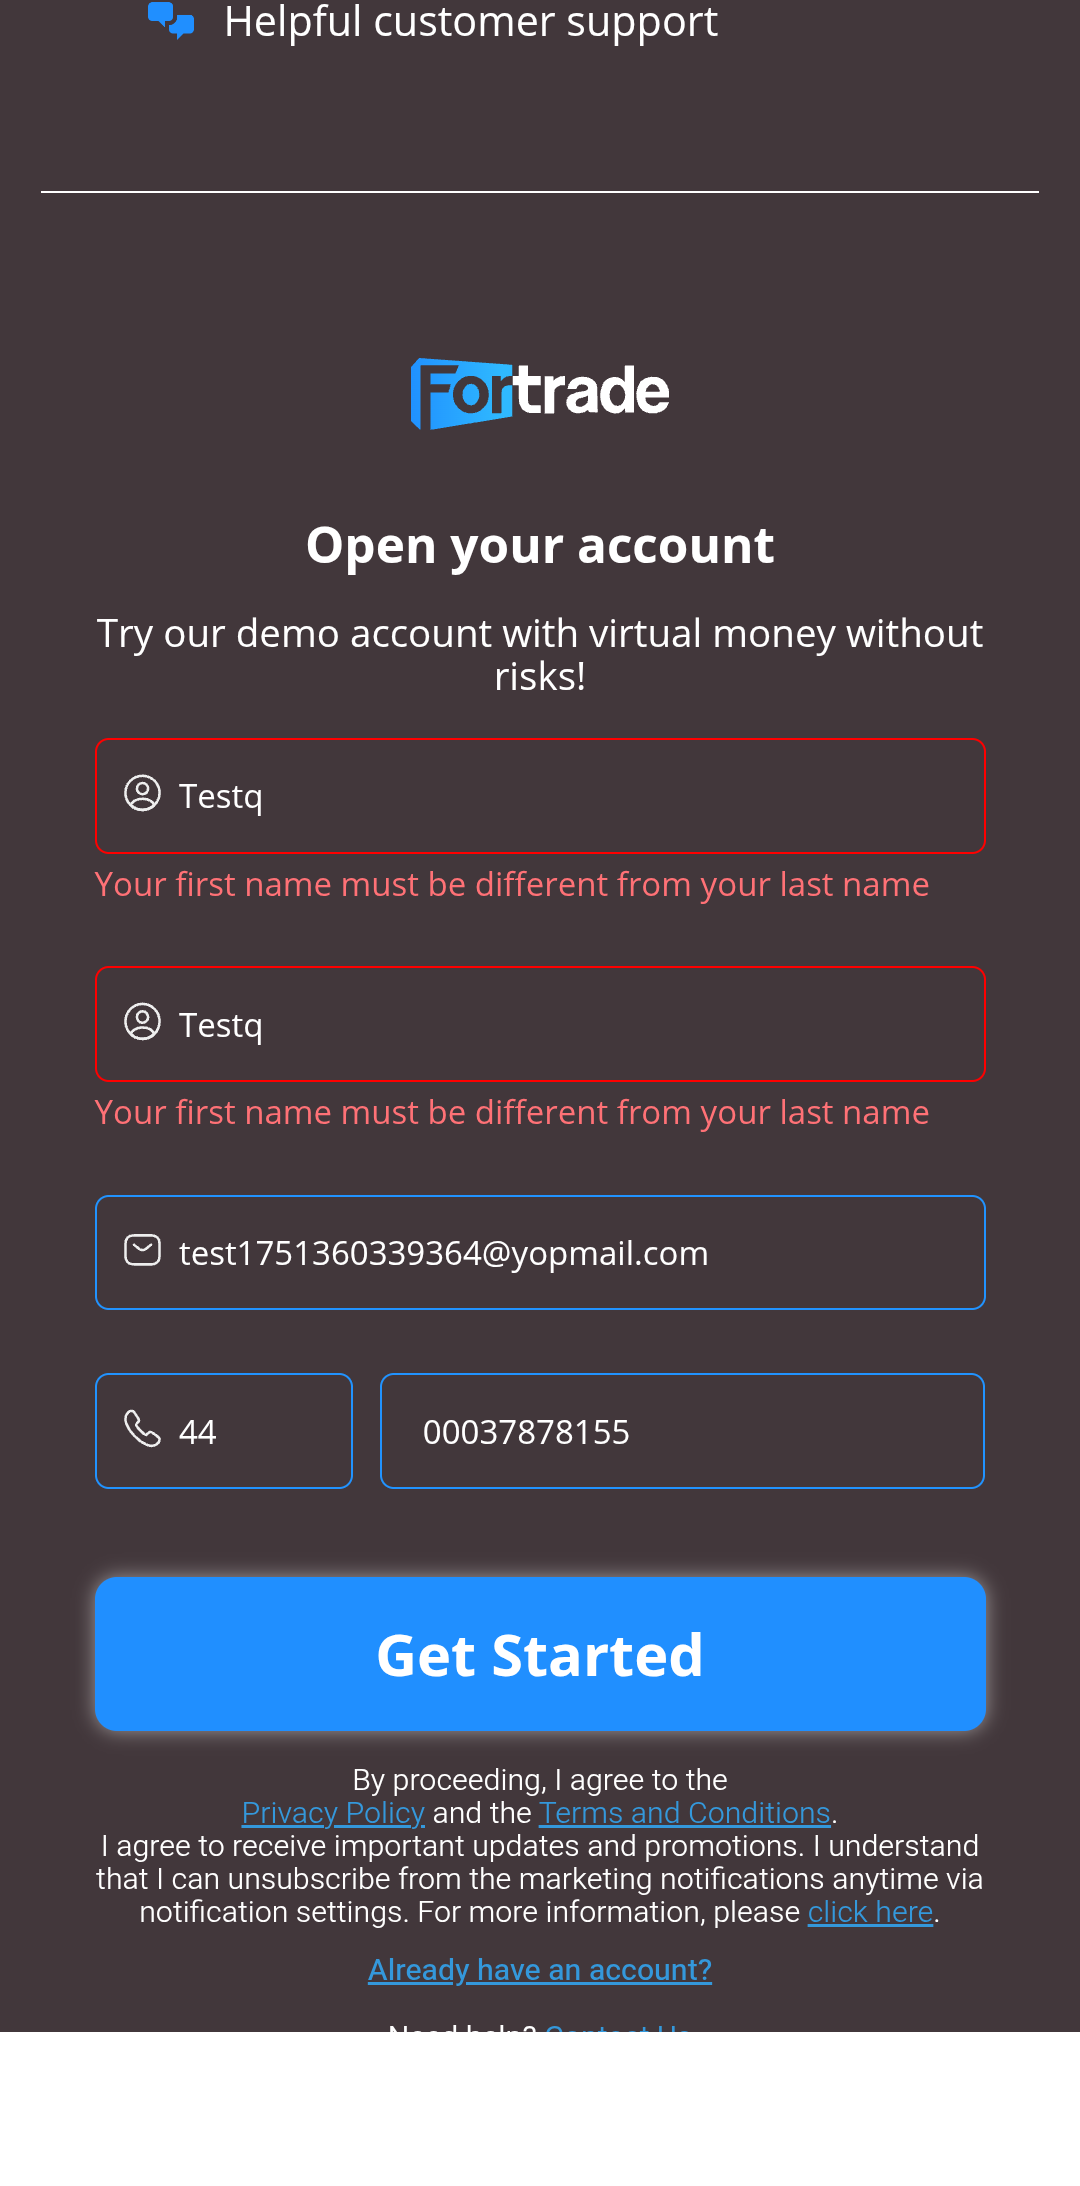 Helpful customer support
Fortrade
Open your account
Try our demo account with virtual money without
risks!
Testq
Your first name must be different from your last name
Testq
Your first name must be different from your last name
test1751360339364@yopmail.com
44
00037878155
Get Started
By proceeding, I agree to the
Privacy Policy and the Terms and Conditions.
I agree to receive important updates and promotions. I understand
that I can unsubscribe from the marketing notifications anytime via
notification settings. For more information, please click here.
Already have an account?
Need help? Contact Us